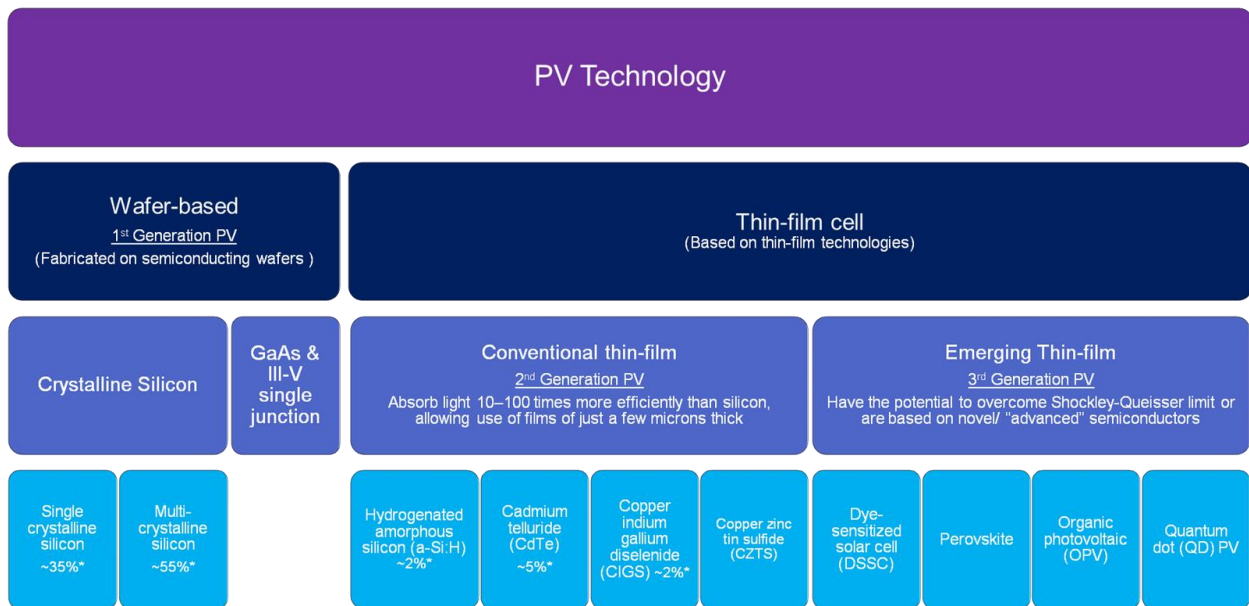 PV Technology
Wafer-based
1st Generation PV
(Fabricated on semiconducting wafers )
Thin-film cell
(Based on thin-film technologies)
Crystalline Silicon
GaAs &
III-V
single
junction
Conventional thin-film
2nd Generation PV
Absorb light 10–100 times more efficiently than silicon,
allowing use of films of just a few microns thick
Emerging Thin-film
3rd Generation PV
Have the potential to overcome Shockley-Queisser limit or
are based on novel/ "advanced" semiconductors
Single
crystalline
silicon
~35%*
Multi-
crystalline
silicon
~55%*
Hydrogenated
amorphous
silicon (a-Si:H)
~2%*
Cadmium
telluride
(CdTe)
~5%*
Copper
indium
gallium
diselenide
(CIGS) ~2%*
Copper zinc
tin sulfide
(CZTS)
Dye-
sensitized
solar cell
(DSSC)
Perovskite
Organic
photovoltaic
(OPV)
Quantum
dot (QD) PV